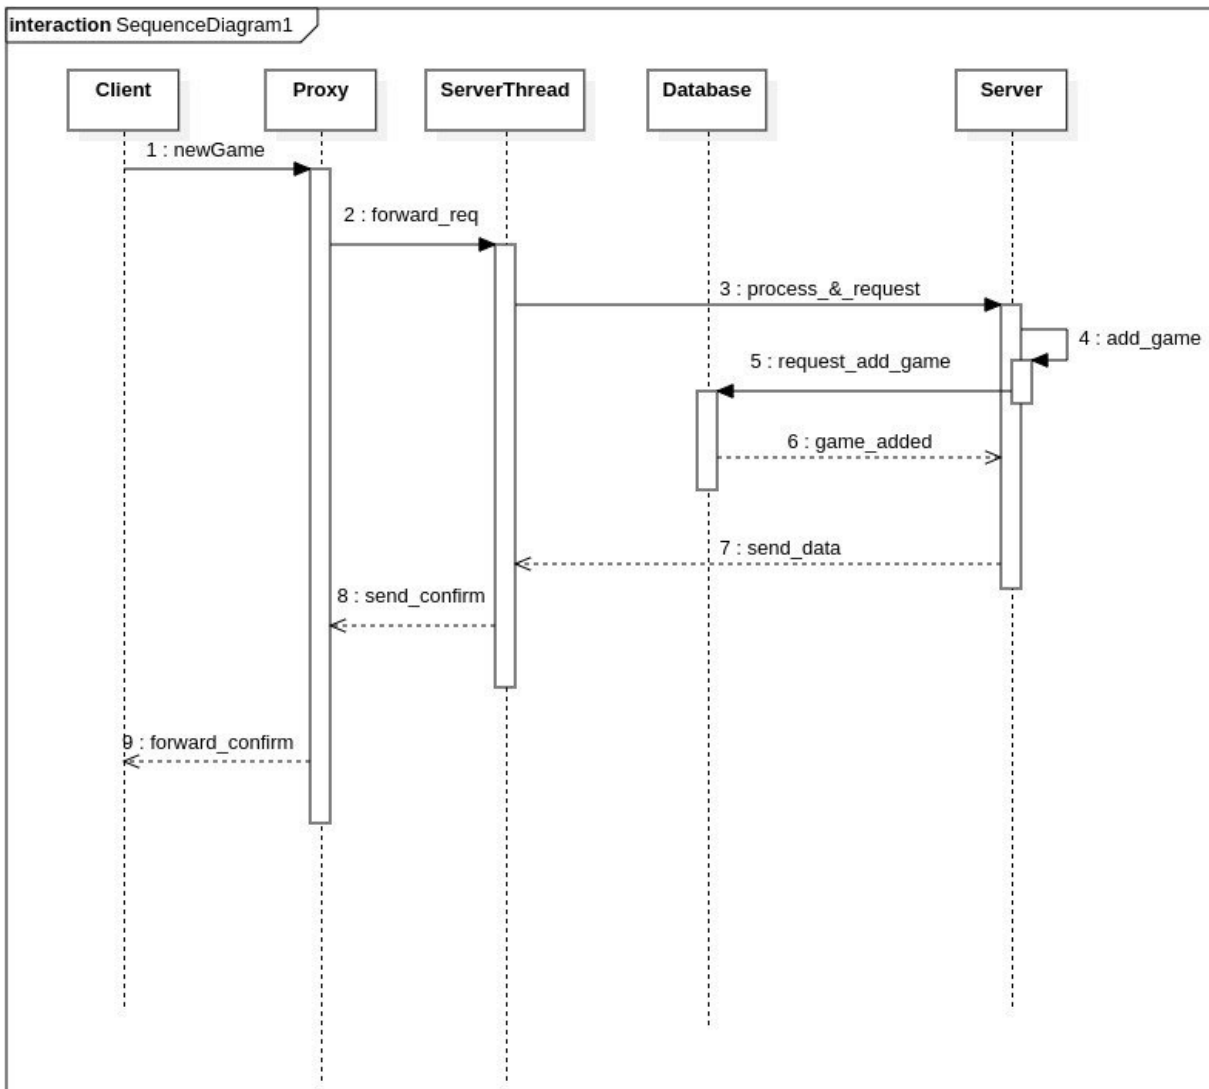 interaction SequenceDiagram1
Client
Proxy
ServerThread
Database
Server
1 : newGame
2 : forward_req
3 : process_&_request
4 : add_game
5 : request_add_game
6 : game_added
7 : send_data
8 : send_confirm
9 : forward_confirm